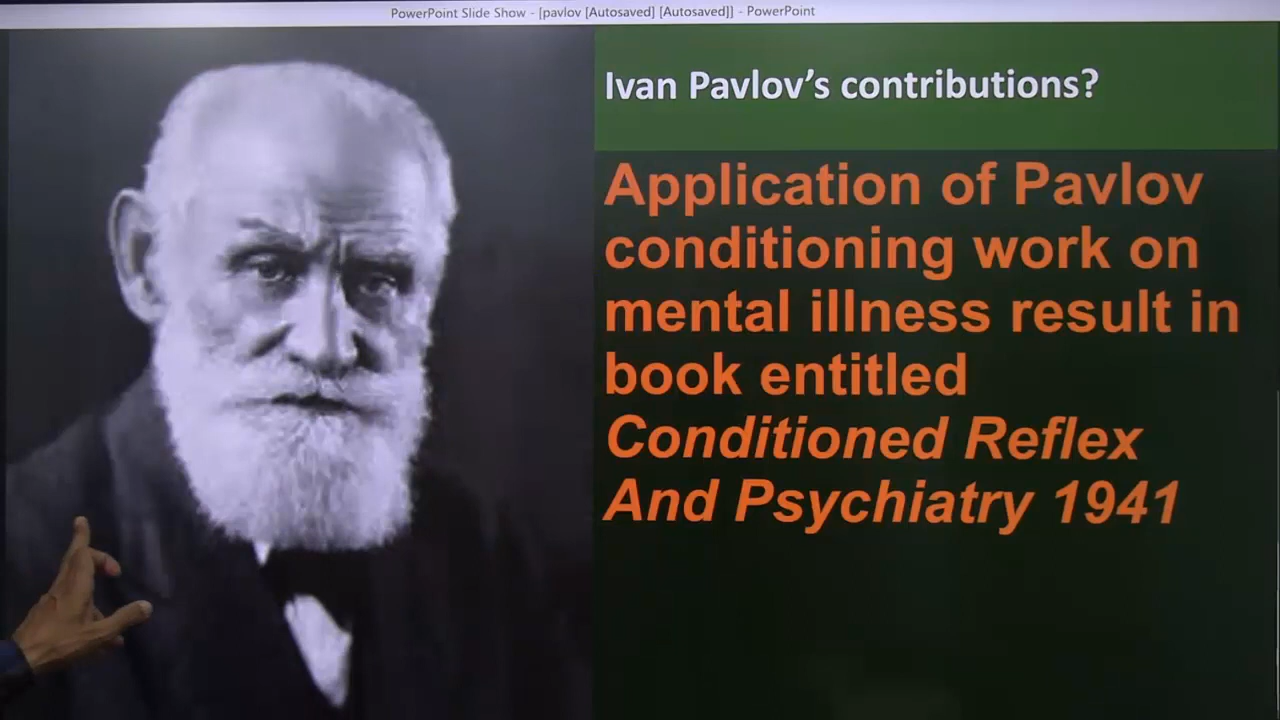 PowerPoint Slide Show - [pavlov [Autosaved] [Autosaved]] - PowerPoint
Ivan Pavlov’s contributions?
Application of Pavlov
conditioning work on
mental illness result in
book entitled
Conditioned Reflex
And Psychiatry 1941